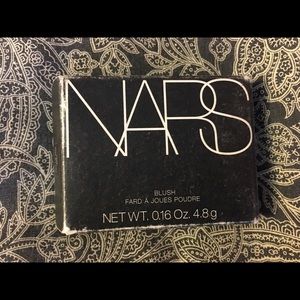 NARS
BLUSH
FARD À JOUES POUDRE
NET WT. 0.16 Oz. 4.8 g